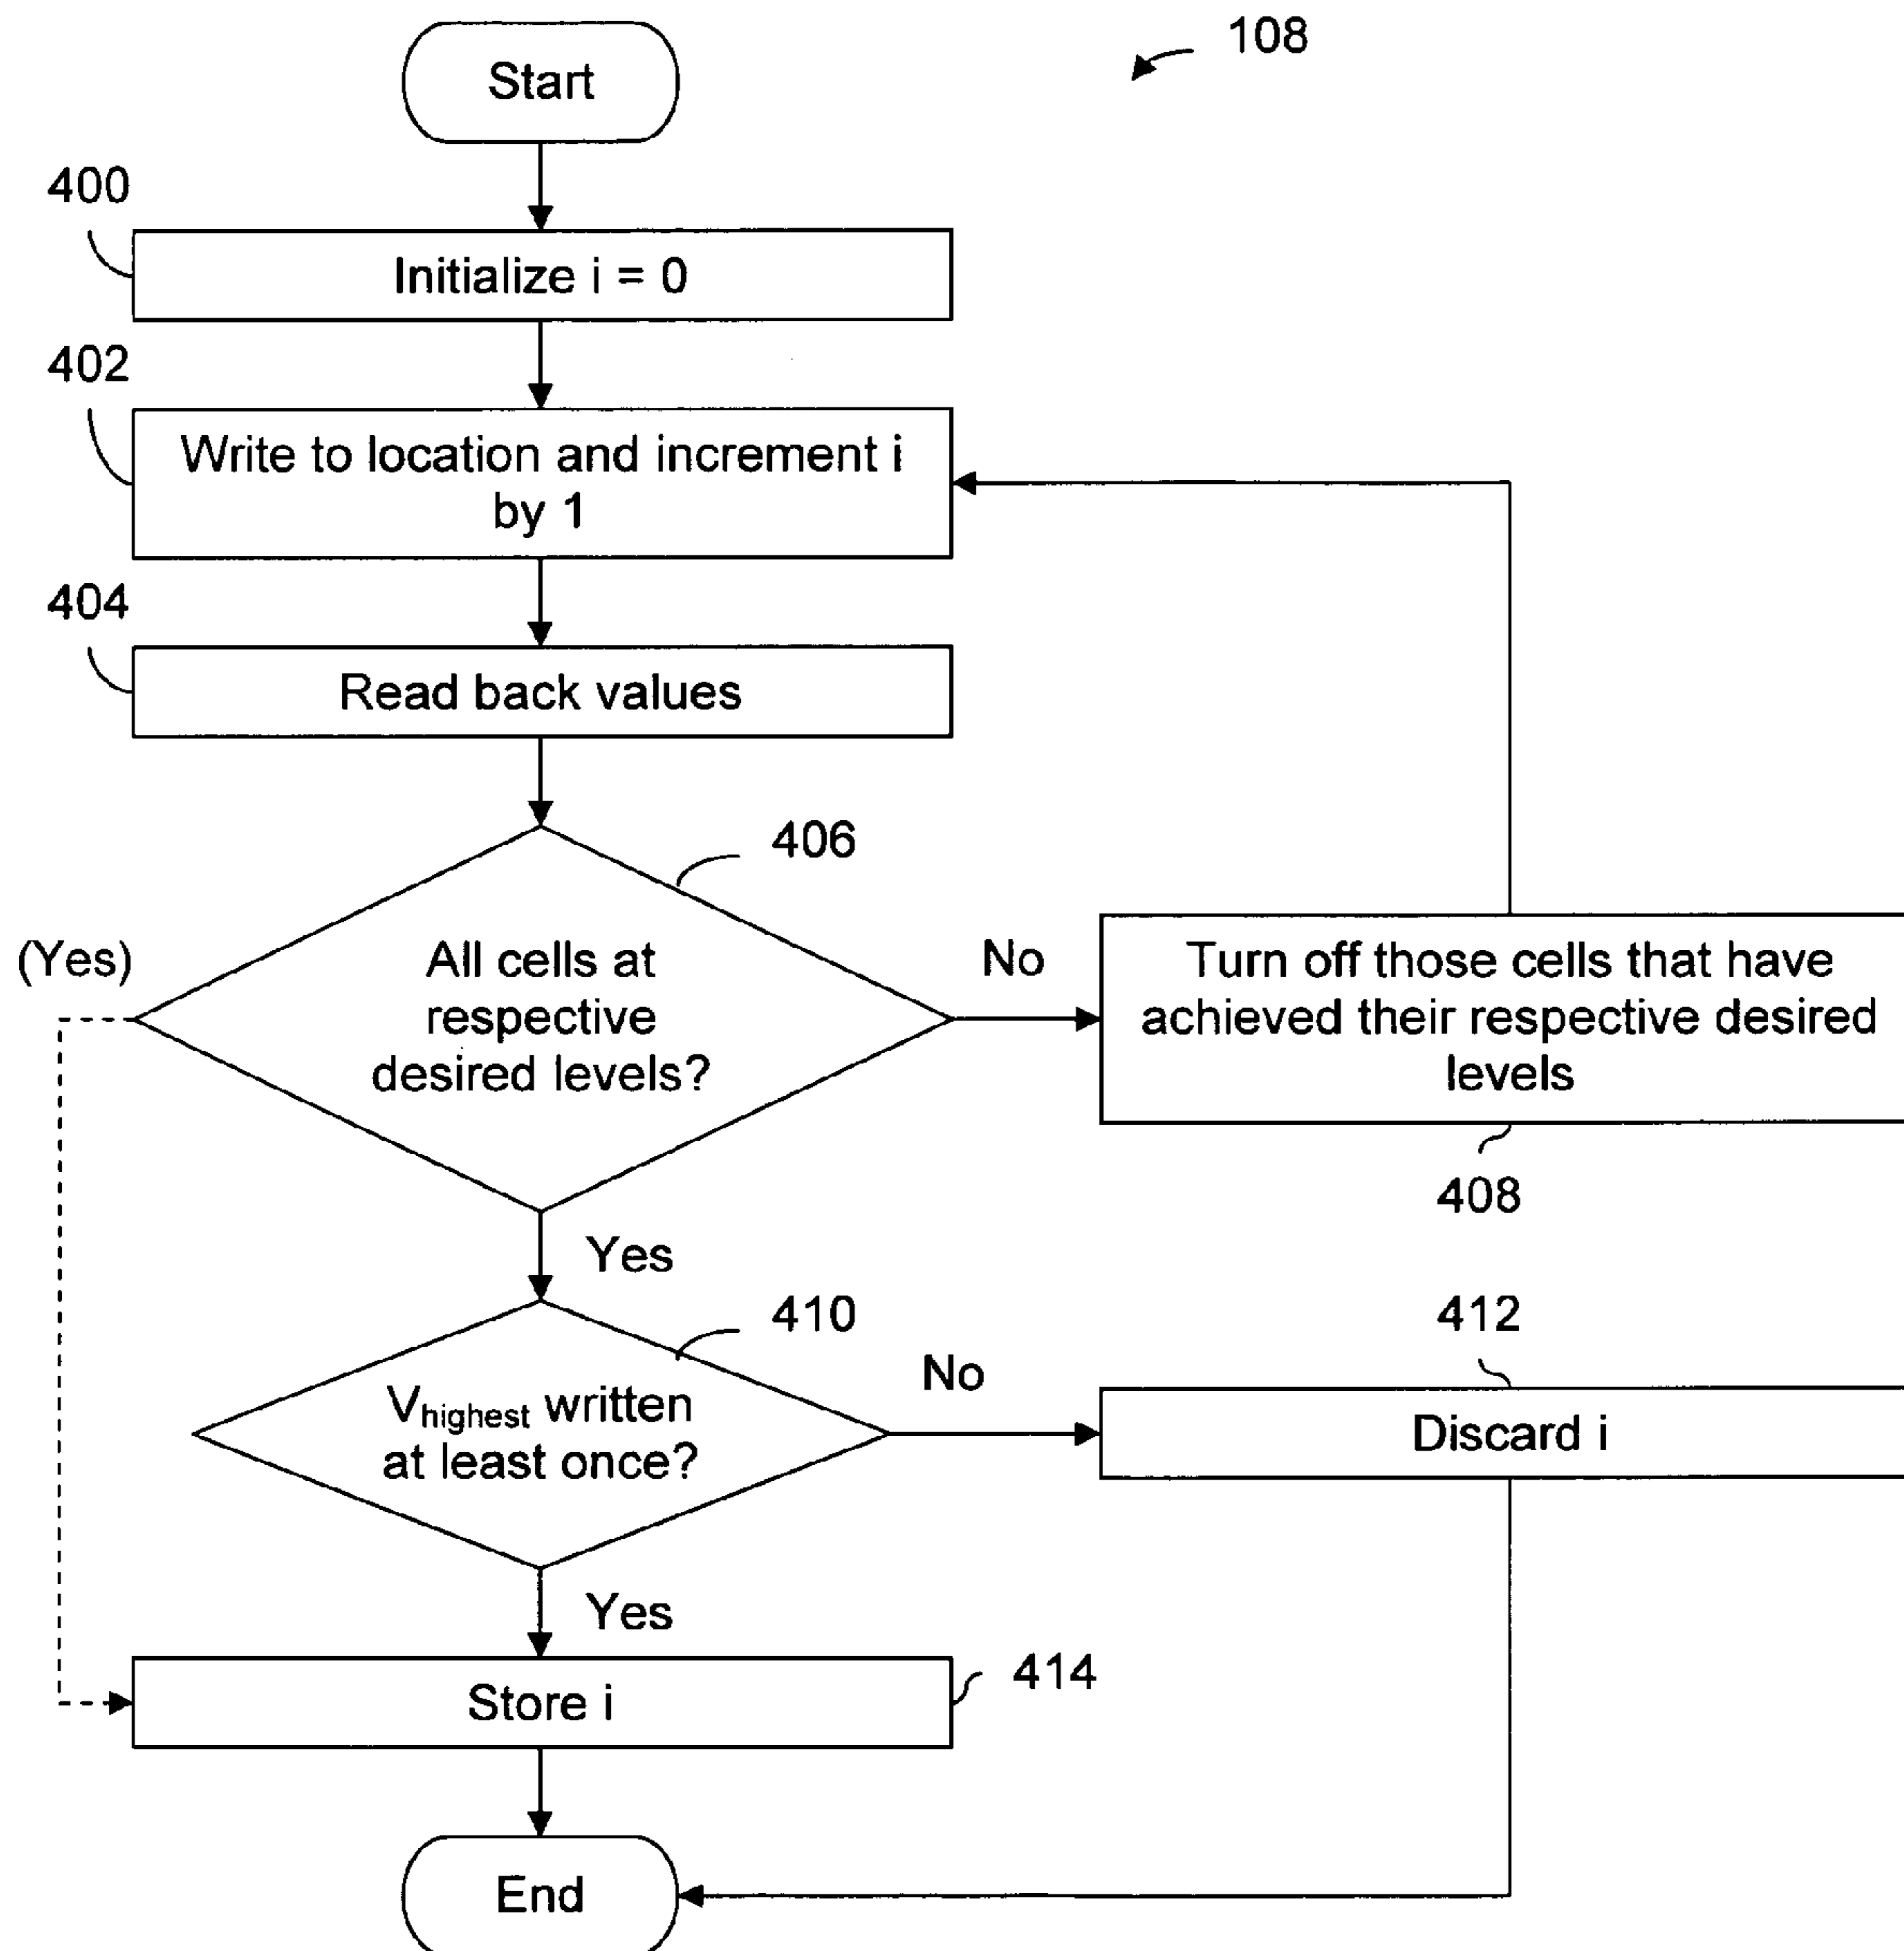 108
Start
400
Initialize i = 0
402
Write to location and increment i
by 1
404
Read back values
406
(Yes)
All cells at
respective
desired levels?
No
Turn off those cells that have
achieved their respective desired
levels
408
Yes
410
412
V_highest written
at least once?
No
Discard i
Yes
414
Store i
End